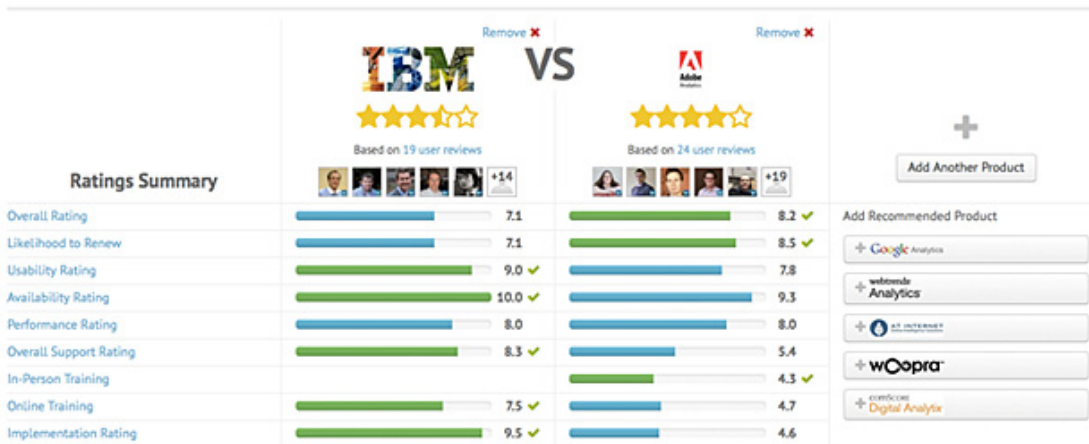 Remove ✖
Remove ✖
IBM VS Adobe Analytics
Based on 19 user reviews
Based on 24 user reviews
+14
+19
Add Another Product
Ratings Summary
Overall Rating 7.1 8.2
Likelihood to Renew 7.1 8.5
Usability Rating 9.0 7.8
Availability Rating 10.0 9.3
Performance Rating 8.0 8.0
Overall Support Rating 8.3 5.4
In-Person Training 4.3
Online Training 7.5 4.7
Implementation Rating 9.5 4.6
Add Recommended Product
Google Analytics
webtrends
Analytics
AT INTERNET
woopra
comScore
Digital Analytix